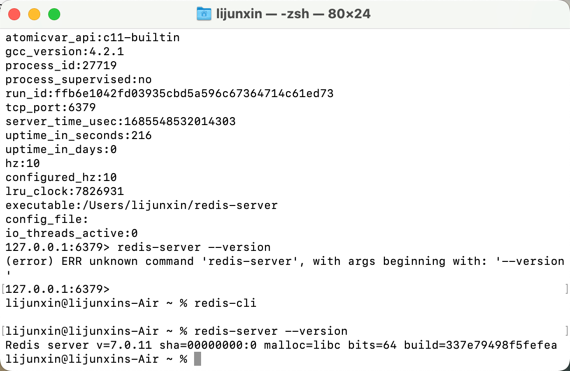 lijunxin — -zsh — 80×24
atomicvar_api:c11-builtin
gcc_version:4.2.1
process_id:27719
process_supervised:no
run_id:ffb6e1042fd03935cbd5a596c67364714c61ed73
tcp_port:6379
server_time_usec:1685548532014303
uptime_in_seconds:216
uptime_in_days:0
hz:10
configured_hz:10
lru_clock:7826931
executable:/Users/lijunxin/redis-server
config_file:
io_threads_active:0
127.0.0.1:6379> redis-server --version
(error) ERR unknown command 'redis-server', with args beginning with: '--version
'
[127.0.0.1:6379> ]
lijunxin@lijunxins-Air ~ % redis-cli
[lijunxin@lijunxins-Air ~ % redis-server --version ]
Redis server v=7.0.11 sha=00000000:0 malloc=libc bits=64 build=337e79498f5fefea
lijunxin@lijunxins-Air ~ %